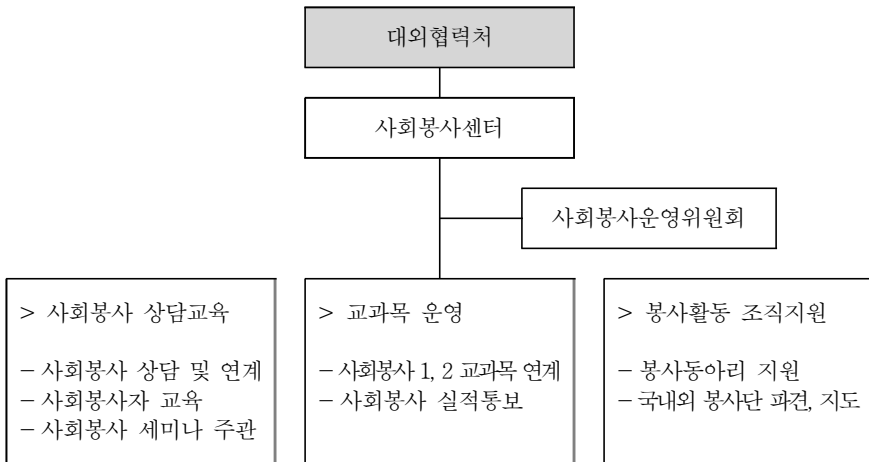 대외협력처
사회봉사센터
사회봉사운영위원회
> 사회봉사 상담교육
- 사회봉사 상담 및 연계
- 사회봉사자 교육
- 사회봉사 세미나 주관
> 교과목 운영
- 사회봉사 1, 2 교과목 연계
- 사회봉사 실적통보
> 봉사활동 조직지원
- 봉사동아리 지원
- 국내외 봉사단 파견, 지도